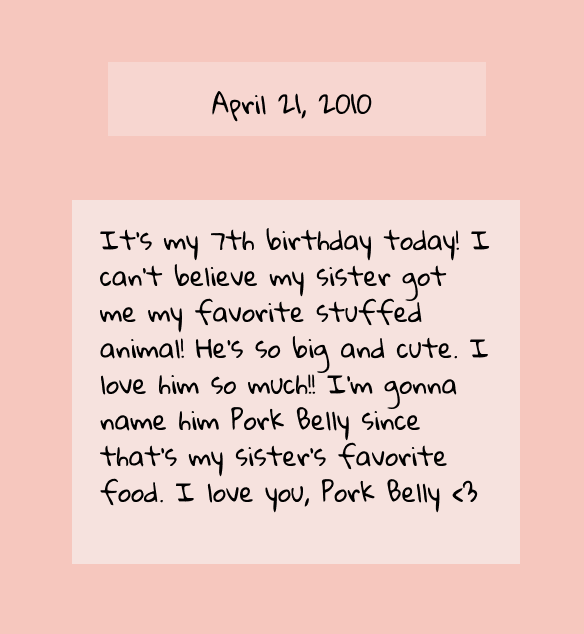 April 21, 2010
It's my 7th birthday today! I
can't believe my sister got
me my favorite stuffed
animal! He's so big and cute. I
love him so much!! I'm gonna
name him Pork Belly since
that's my sister's favorite
food. I love you, Pork Belly <3